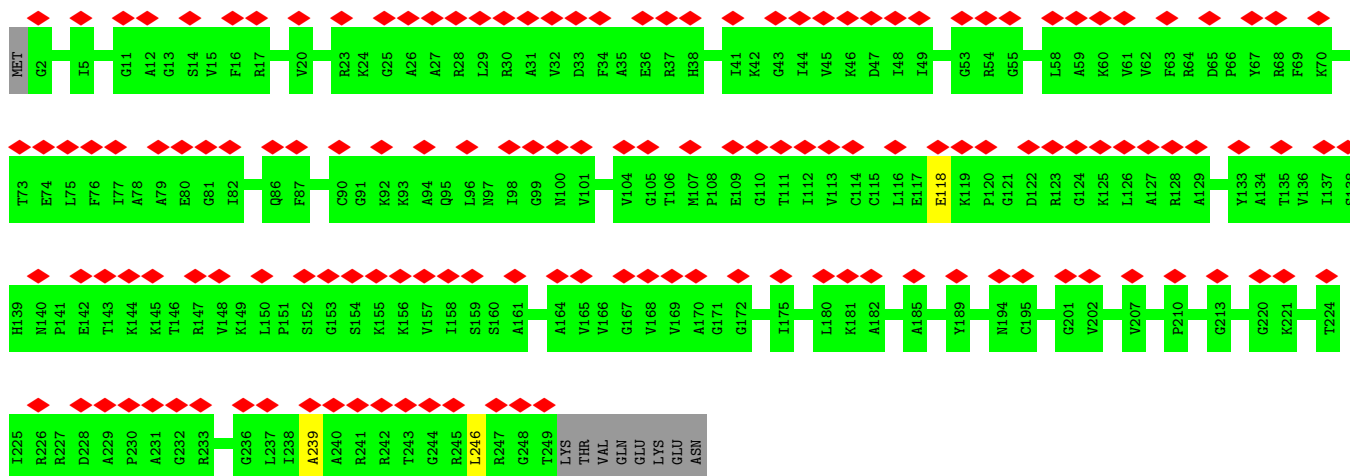 MET G2 I5 G11 A12 G13 S14 V15 F16 R17 V20 R23 K24 G25 A26 A27 R28 L29 R30 A31 V32 D33 F34 A35 E36 R37 H38 I41 K42 G43 I44 V45 K46 D47 I48 I49 G53 R54 G55 L58 A59 K60 V61 V62 F63 R64 D65 P66 Y67 R68 F69 K70
T73 E74 L75 F76 I77 A78 A79 E80 G81 I82 Q86 F87 C90 G91 K92 K93 A94 Q95 L96 N97 I98 G99 N100 V101 V104 G105 T106 M107 P108 E109 G110 T111 I112 V113 C114 C115 L116 E117 E118 K119 P120 G121 D122 R123 G124 K125 L126 A127 R128 A129 Y133 A134 T135 V136 I137 S138
H139 N140 P141 E142 T143 K144 K145 T146 R147 V148 K149 L150 P151 S152 G153 S154 K155 K156 V157 I158 S159 S160 A161 A164 V165 V166 G167 V168 V169 A170 G171 G172 I175 L180 K181 A182 A185 Y189 N194 C195 G201 V202 V207 P210 G213 G220 K221 T224
I225 R226 R227 D228 A229 P230 A231 G232 R233 G236 L237 I238 A239 A240 R241 R242 T243 G244 R245 L246 R247 G248 T249 LYS THR VAL GLN GLU LYS GLU ASN